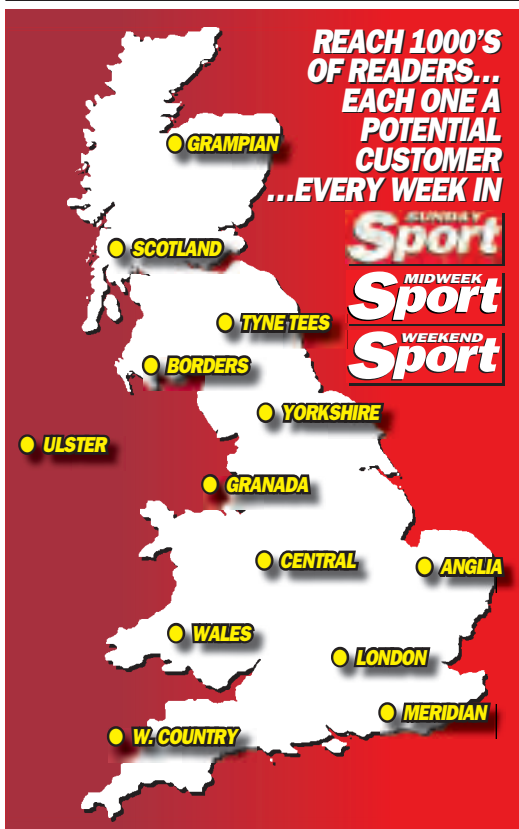 REACH 1000'S
OF READERS...
EACH ONE A
POTENTIAL
CUSTOMER
...EVERY WEEK IN
SUNDAY
Sport
MIDWEEK
Sport
WEEKEND
Sport
GRAMPIAN
SCOTLAND
TYNE TEES
BORDERS
YORKSHIRE
ULSTER
GRANADA
CENTRAL
ANGLIA
WALES
LONDON
MERIDIAN
W. COUNTRY